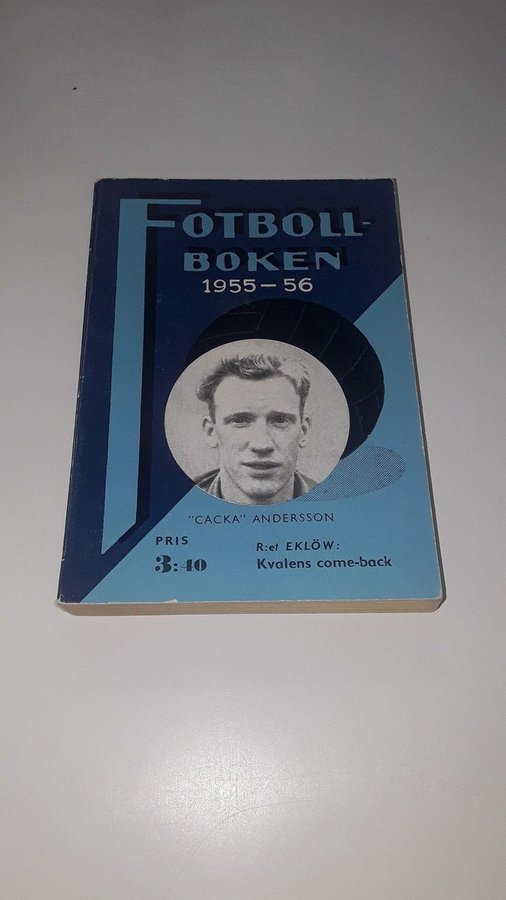 FOTBOLL-
BOKEN
1955-56
"CACKA" ANDERSSON
PRIS
3:40
R:et EKLÖW:
Kvalens come-back